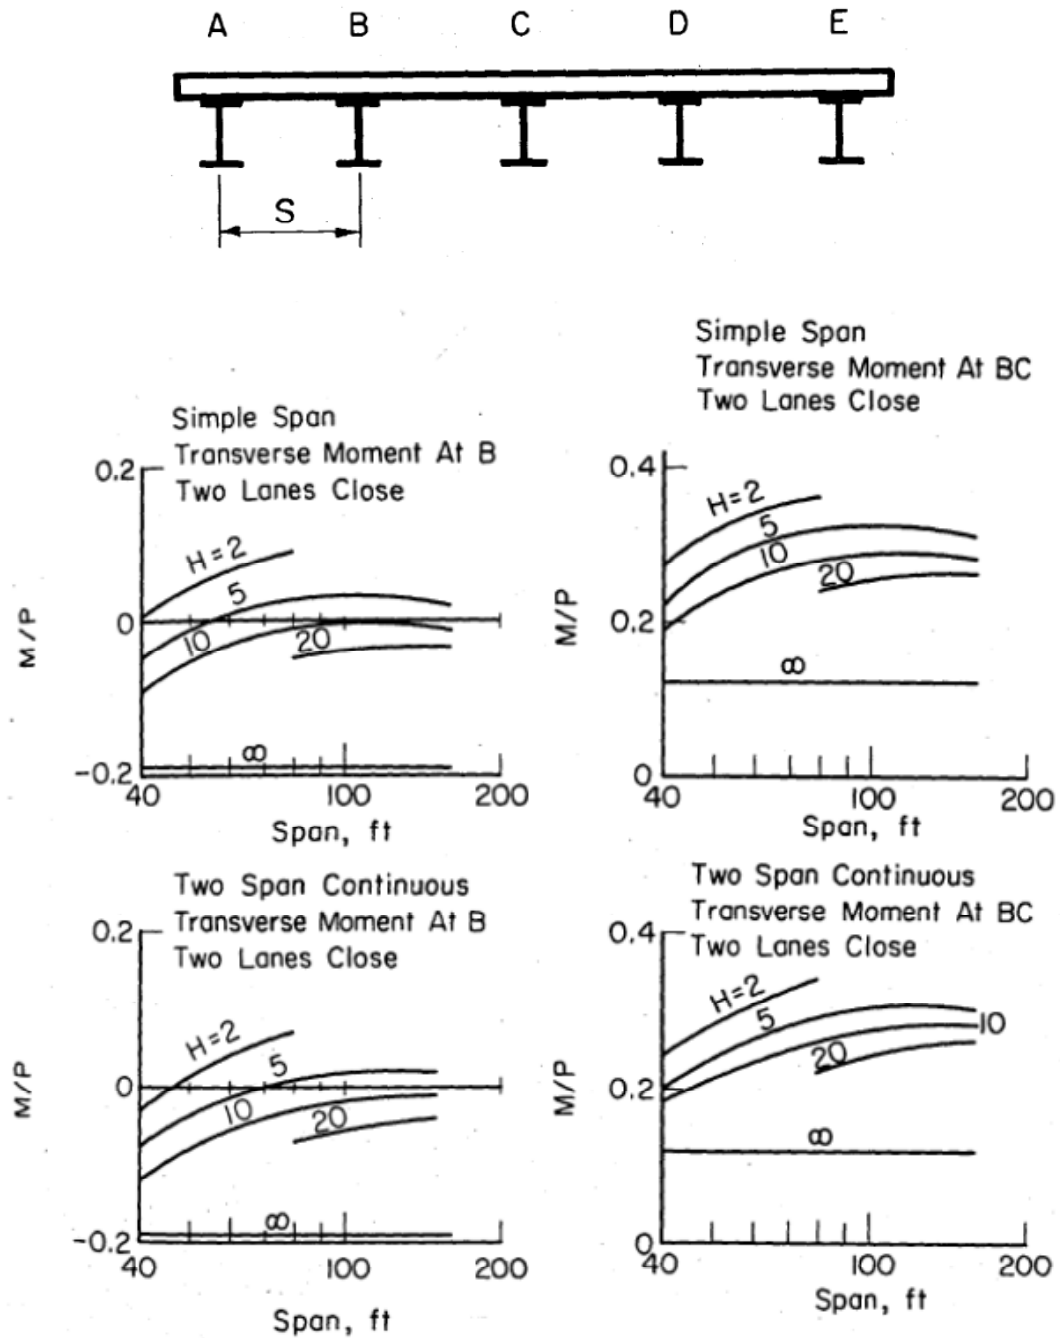 A B C D E
S
Simple Span
Transverse Moment At BC
Two Lanes Close
Simple Span
Transverse Moment At B
Two Lanes Close
0.2
H=2
5
10
20
0
∞
-0.2
40 100 200
M/P
Span, ft
0.4
H=2
5
10
20
0.2
∞
0
40 100 200
M/P
Span, ft
Two Span Continuous
Transverse Moment At B
Two Lanes Close
0.2
H=2
5
10
20
0
∞
-0.2
40 100 200
M/P
Span, ft
Two Span Continuous
Transverse Moment At BC
Two Lanes Close
0.4
H=2
5
10
20
0.2
∞
0
40 100 200
M/P
Span, ft